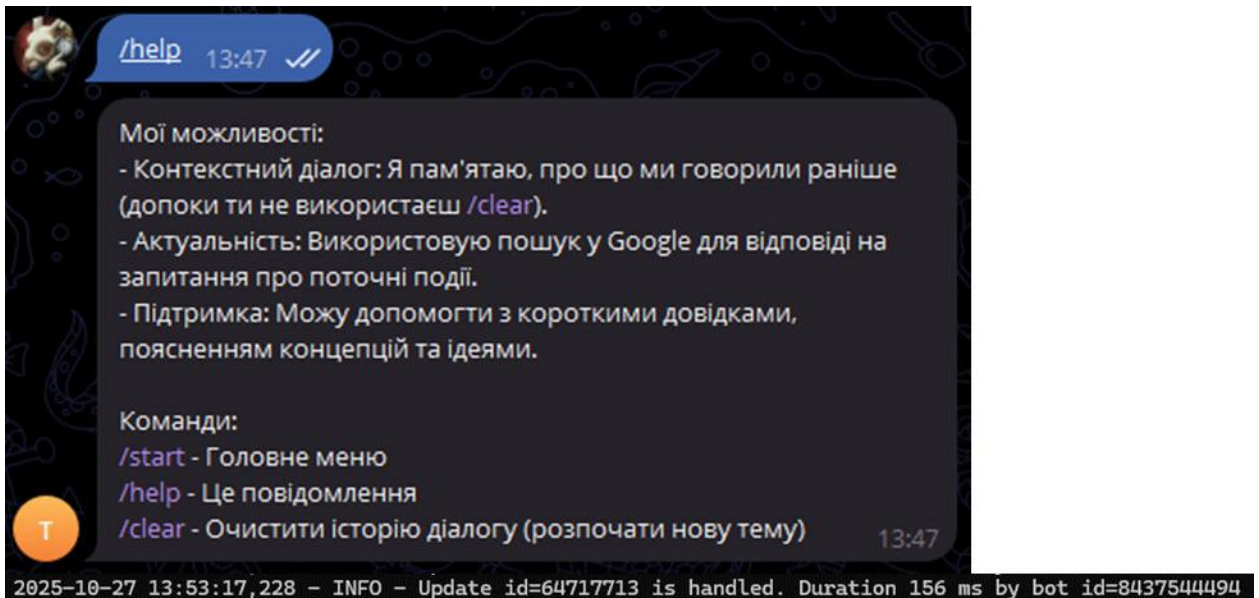 /help 13:47
Мої можливості:
- Контекстний діалог: Я пам'ятаю, про що ми говорили раніше
(допоки ти не використаєш /clear).
- Актуальність: Використовую пошук у Google для відповіді на
запитання про поточні події.
- Підтримка: Можу допомогти з короткими довідками,
поясненням концепцій та ідеями.
Команди:
/start - Головне меню
/help - Це повідомлення
/clear - Очистити історію діалогу (розпочати нову тему) 13:47
T
2025-10-27 13:53:17,228 - INFO - Update id=64717713 is handled. Duration 156 ms by bot id=8437544494